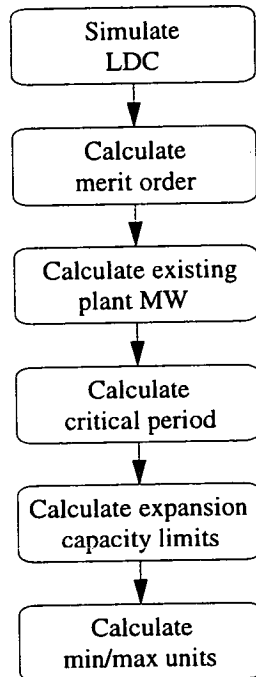 Simulate
LDC
Calculate
merit order
Calculate existing
plant MW
Calculate
critical period
Calculate expansion
capacity limits
Calculate
min/max units